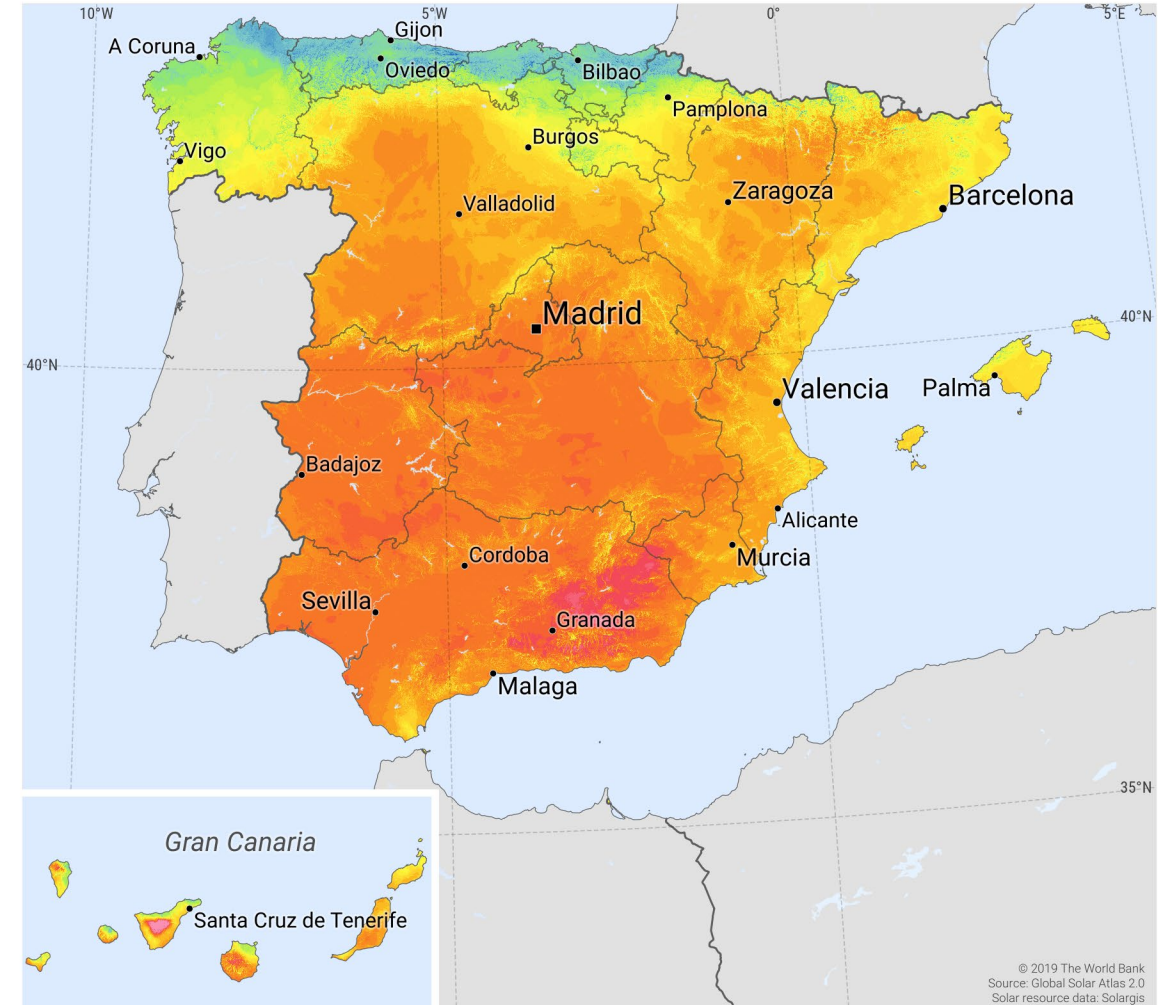 10°W
5°W
0°
5°E
Gijon
A Coruna
Oviedo
Bilbao
Pamplona
Burgos
Vigo
Zaragoza
Barcelona
Valladolid
Madrid
40°N
40°N
Valencia
Palma
Badajoz
Alicante
Cordoba
Murcia
Sevilla
Granada
Malaga
35°N
Gran Canaria
Santa Cruz de Tenerife
© 2019 The World Bank
Source: Global Solar Atlas 2.0
Solar resource data: Solargis